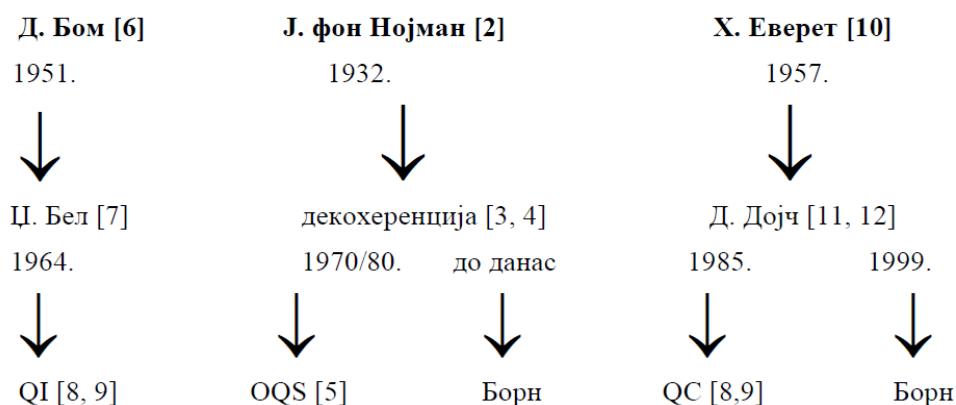 Д. Бом [6] Ј. фон Нојман [2] Х. Еверет [10]
1951. 1932. 1957.
Џ. Бел [7] декохеренција [3, 4] Д. Дојч [11, 12]
1964. 1970/80. до данас 1985. 1999.
QI [8, 9] OQS [5] Борн QC [8,9] Борн